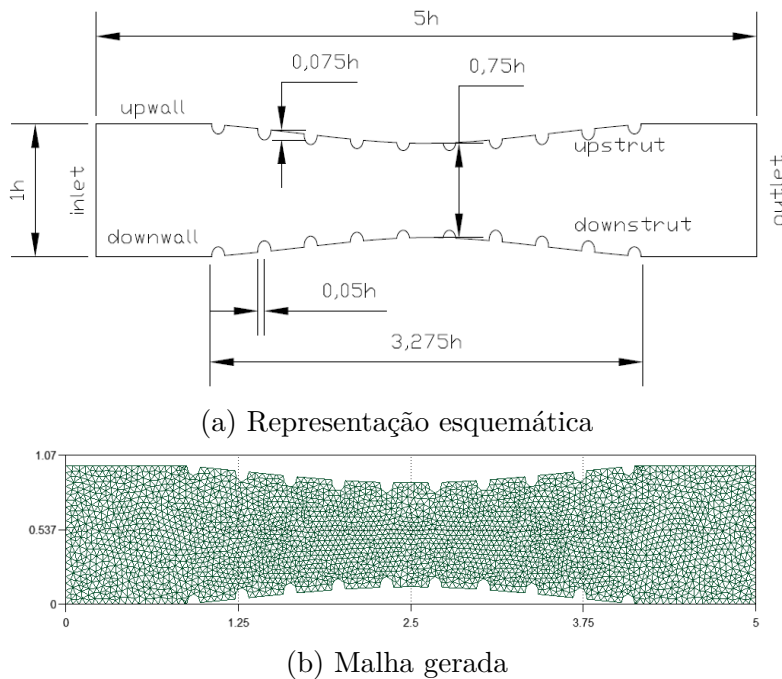 5h
0,075h
0,75h
upwall
upstrut
1h
inlet
outlet
downwall
downstrut
0,05h
3,275h
(a) Representação esquemática
1.07
0.537
0
0
1.25
2.5
3.75
5
(b) Malha gerada